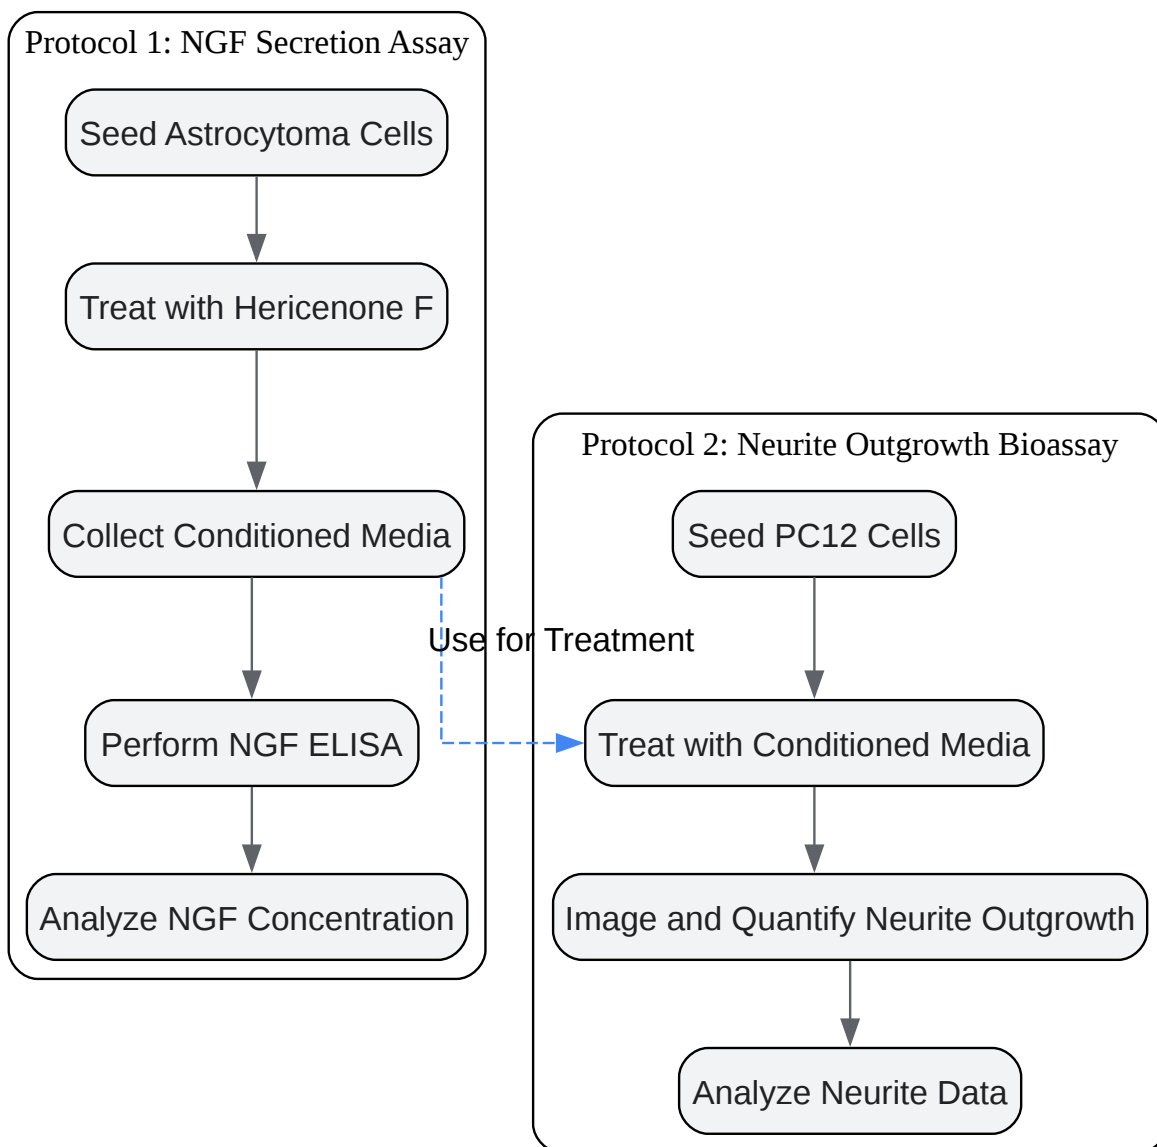 Protocol 1: NGF Secretion Assay
Seed Astrocytoma Cells
Treat with Hericenone F
Collect Conditioned Media
Perform NGF ELISA
Analyze NGF Concentration
Use for Treatment
Protocol 2: Neurite Outgrowth Bioassay
Seed PC12 Cells
Treat with Conditioned Media
Image and Quantify Neurite Outgrowth
Analyze Neurite Data